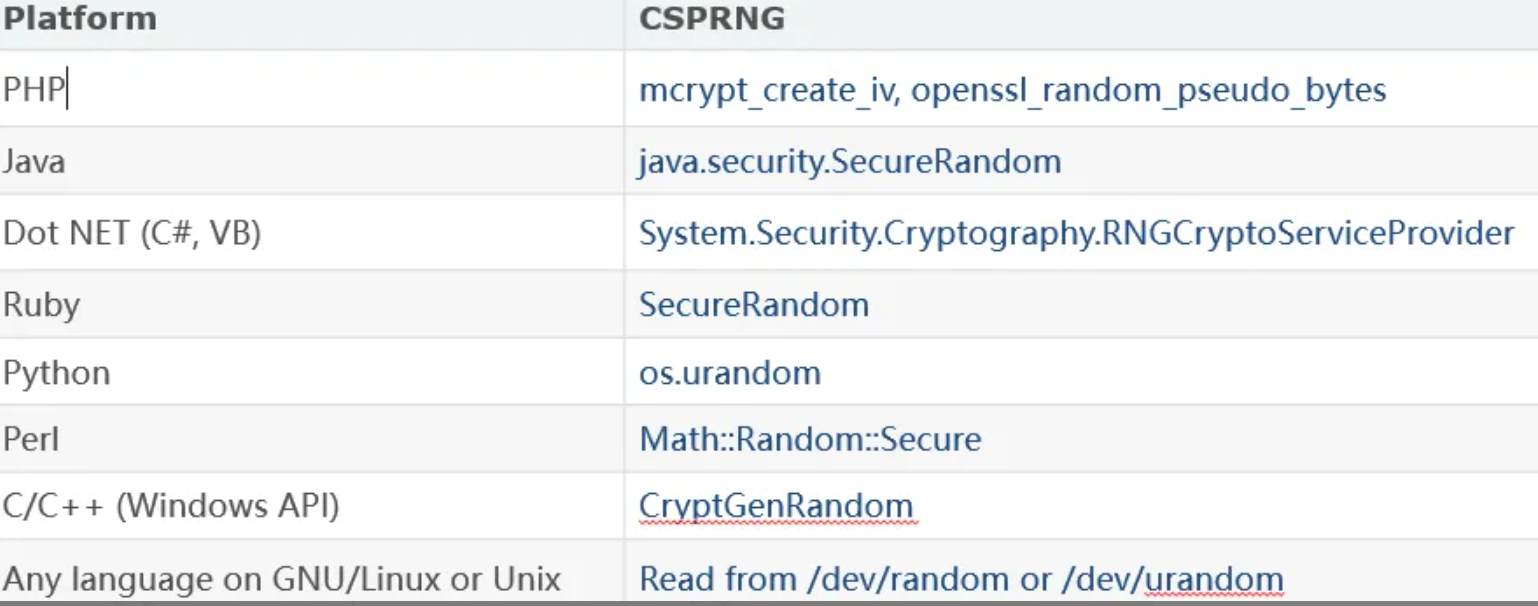 Platform CSPRNG
PHP mcrypt_create_iv, openssl_random_pseudo_bytes
Java java.security.SecureRandom
Dot NET (C#, VB) System.Security.Cryptography.RNGCryptoServiceProvider
Ruby SecureRandom
Python os.urandom
Perl Math::Random::Secure
C/C++ (Windows API) CryptGenRandom
Any language on GNU/Linux or Unix Read from /dev/random or /dev/urandom